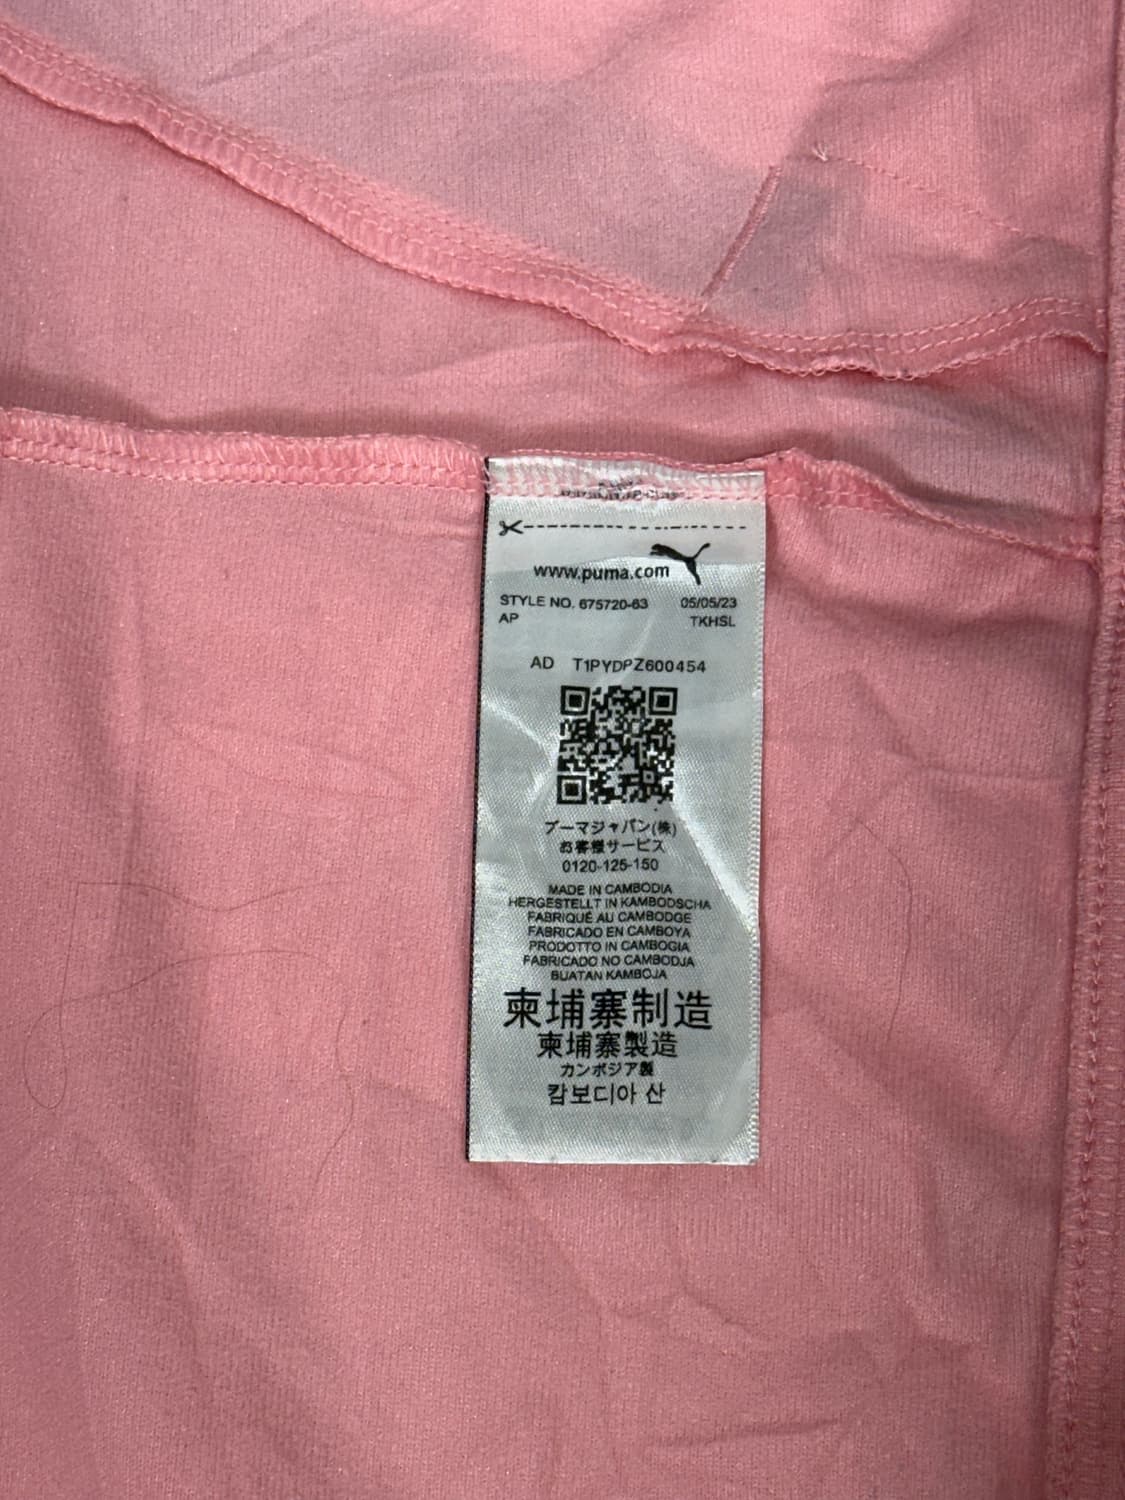 www.puma.com
STYLE NO. 675720-63 05/05/23
AP TKHSL
AD T1PYDPZ600454
プーマジャパン(株)
お客様サービス
0120-125-150
MADE IN CAMBODIA
HERGESTELLT IN KAMBODSCHA
FABRIQUÉ AU CAMBODGE
FABRICADO EN CAMBOYA
PRODOTTO IN CAMBOGIA
FABRICADO NO CAMBODJA
BUATAN KAMBOJA
柬埔寨制造
柬埔寨製造
カンボジア製
캄보디아 산